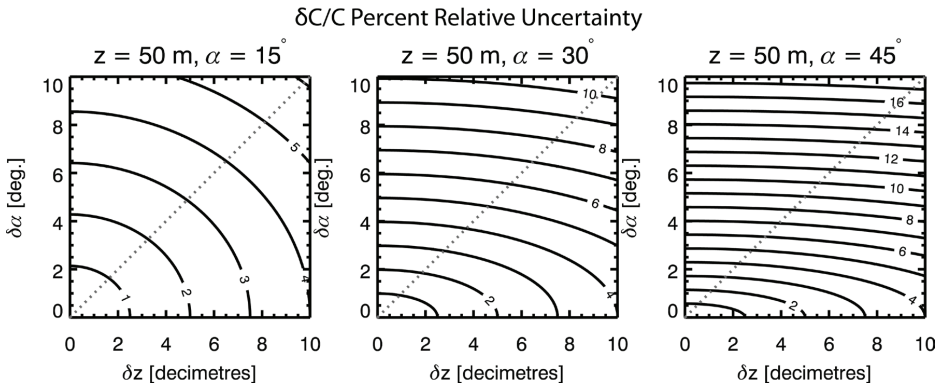 δC/C Percent Relative Uncertainty
z = 50 m, α = 15°
z = 50 m, α = 30°
z = 50 m, α = 45°
10
8
6
4
2
0
δα [deg.]
0 2 4 6 8 10
δz [decimetres]
1
2
3
4
5
10
8
6
4
2
0
δα [deg.]
0 2 4 6 8 10
δz [decimetres]
2
4
6
8
10
10
8
6
4
2
0
δα [deg.]
0 2 4 6 8 10
δz [decimetres]
2
4
6
8
10
12
14
16